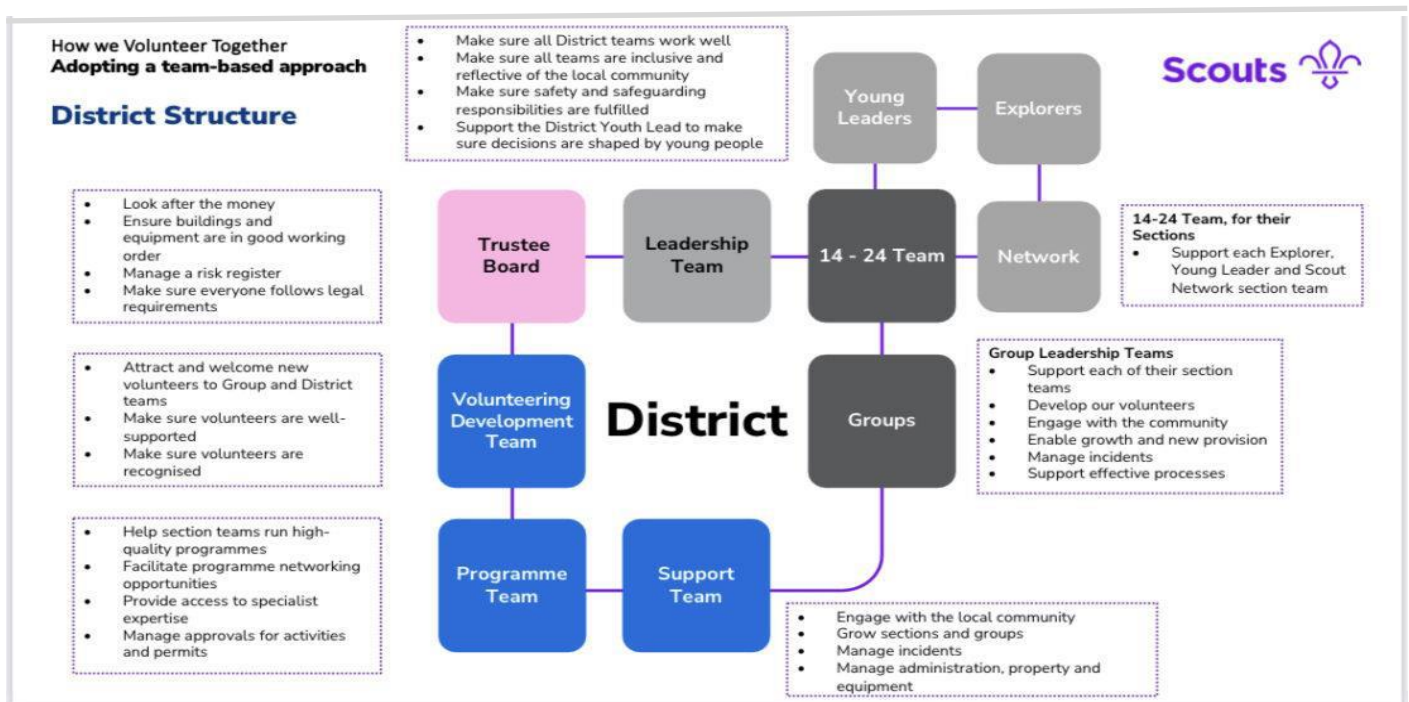 How we Volunteer Together
Adopting a team-based approach
District Structure
• Make sure all District teams work well
• Make sure all teams are inclusive and
reflective of the local community
• Make sure safety and safeguarding
responsibilities are fulfilled
• Support the District Youth Lead to make
sure decisions are shaped by young people
Scouts
Young
Leaders
Explorers
• Look after the money
• Ensure buildings and
equipment are in good working
order
• Manage a risk register
• Make sure everyone follows legal
requirements
Trustee
Board
Leadership
Team
14 - 24 Team
Network
14-24 Team, for their
Sections
• Support each Explorer,
Young Leader and Scout
Network section team
• Attract and welcome new
volunteers to Group and District
teams
• Make sure volunteers are well-
supported
• Make sure volunteers are
recognised
Volunteering
Development
Team
District
Groups
Group Leadership Teams
• Support each of their section
teams
• Develop our volunteers
• Engage with the community
• Enable growth and new provision
• Manage incidents
• Support effective processes
• Help section teams run high-
quality programmes
• Facilitate programme networking
opportunities
• Provide access to specialist
expertise
• Manage approvals for activities
and permits
Programme
Team
Support
Team
• Engage with the local community
• Grow sections and groups
• Manage incidents
• Manage administration, property and
equipment